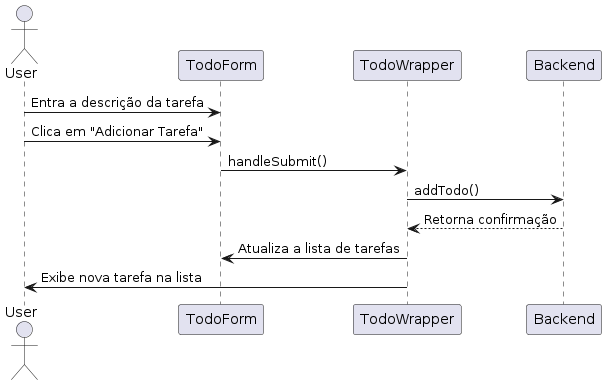 User
TodoForm
TodoWrapper
Backend
Entra a descrição da tarefa
Clica em "Adicionar Tarefa"
handleSubmit()
addTodo()
Retorna confirmação
Atualiza a lista de tarefas
Exibe nova tarefa na lista
User
TodoForm
TodoWrapper
Backend